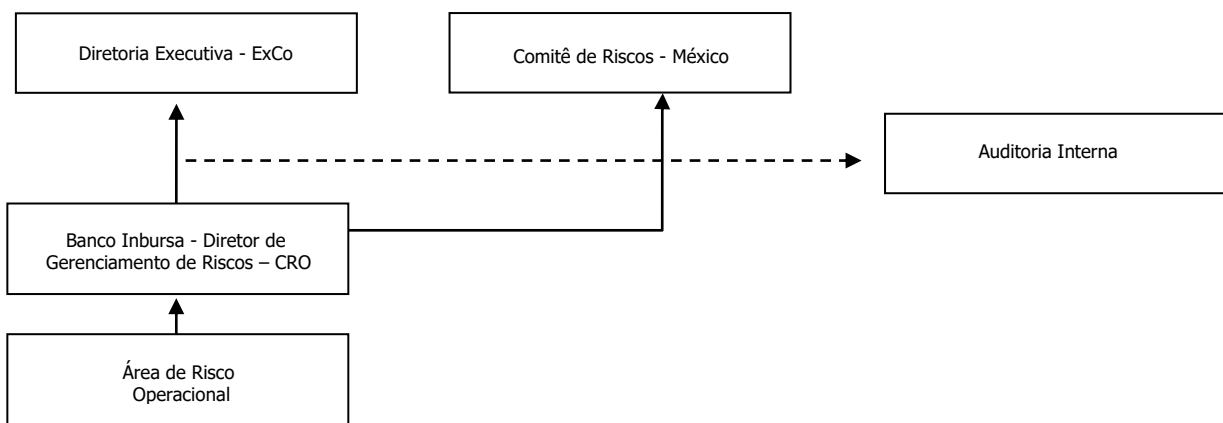 Diretoria Executiva - ExCo
Comitê de Riscos - México
Auditoria Interna
Banco Inbursa - Diretor de
Gerenciamento de Riscos – CRO
Área de Risco
Operacional